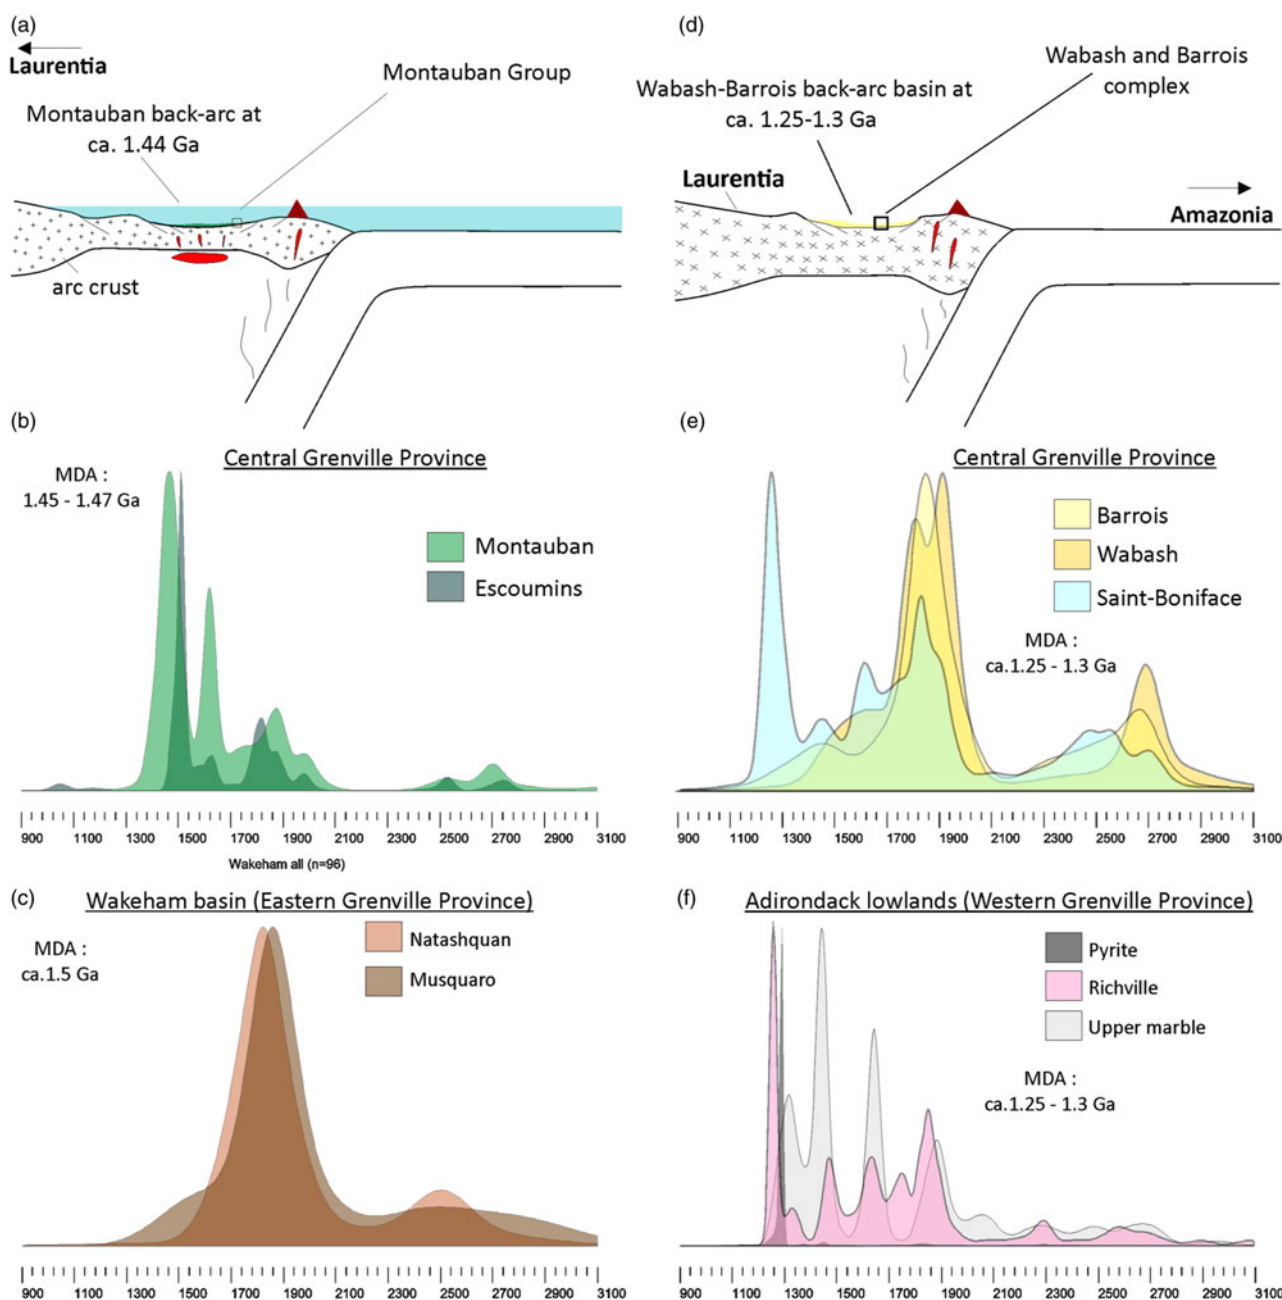 (a)
Laurentia
Montauban Group
Montauban back-arc at
ca. 1.44 Ga
arc crust
(d)
Wabash and Barrois
complex
Wabash-Barrois back-arc basin at
ca. 1.25-1.3 Ga
Laurentia
Amazonia
(b)
Central Grenville Province
MDA :
1.45 - 1.47 Ga
Montauban
Escoumins
900 1100 1300 1500 1700 1900 2100 2300 2500 2700 2900 3100
Wakeham all (n=96)
(e)
Central Grenville Province
Barrois
Wabash
Saint-Boniface
MDA :
ca.1.25 - 1.3 Ga
900 1100 1300 1500 1700 1900 2100 2300 2500 2700 2900 3100
(c)
Wakeham basin (Eastern Grenville Province)
MDA :
ca.1.5 Ga
Natashquan
Musquaro
900 1100 1300 1500 1700 1900 2100 2300 2500 2700 2900 3100
(f)
Adirondack lowlands (Western Grenville Province)
Pyrite
Richville
Upper marble
MDA :
ca.1.25 - 1.3 Ga
900 1100 1300 1500 1700 1900 2100 2300 2500 2700 2900 3100